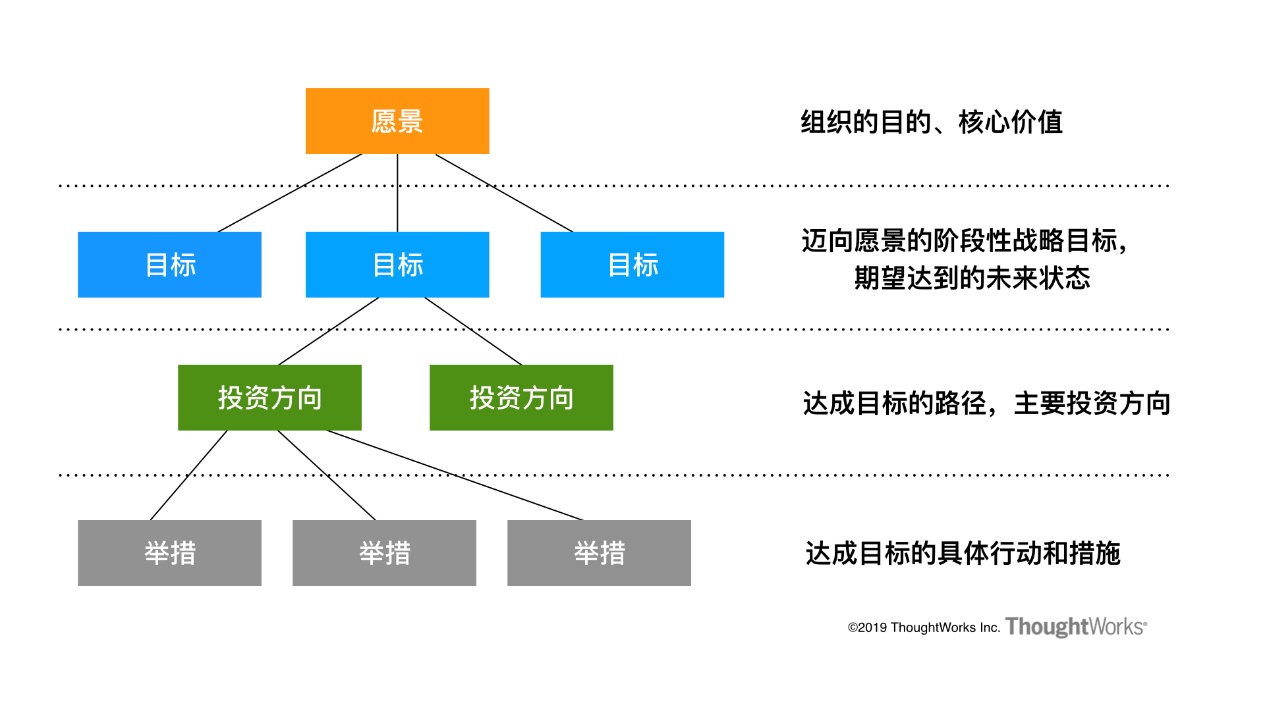 愿景
组织的目的、核心价值
目标
目标
目标
迈向愿景的阶段性战略目标，
期望达到的未来状态
投资方向
投资方向
达成目标的路径，主要投资方向
举措
举措
举措
达成目标的具体行动和措施
©2019 ThoughtWorks Inc. ThoughtWorks®